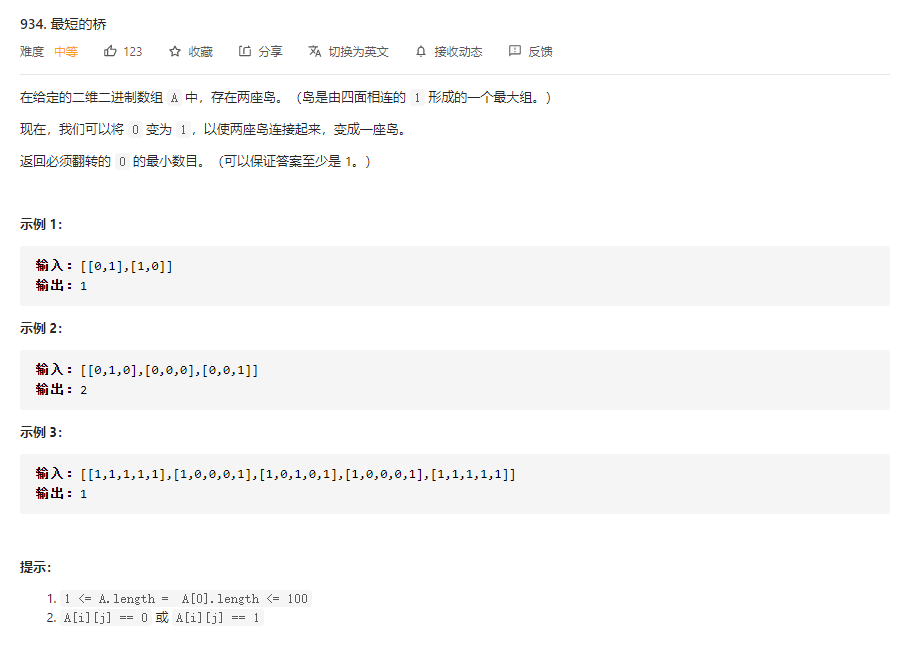 934. 最短的桥
难度 中等 123 收藏 分享 切换为英文 接收动态 反馈
在给定的二维二进制数组 A 中，存在两座岛。（岛是由四面相连的 1 形成的一个最大组。）
现在，我们可以将 0 变为 1，以使两座岛连接起来，变成一座岛。
返回必须翻转的 0 的最小数目。（可以保证答案至少是 1。）
示例 1：
输入：[[0,1],[1,0]]
输出：1
示例 2：
输入：[[0,1,0],[0,0,0],[0,0,1]]
输出：2
示例 3：
输入：[[1,1,1,1,1],[1,0,0,0,1],[1,0,1,0,1],[1,0,0,0,1],[1,1,1,1,1]]
输出：1
提示：
1. 1 <= A.length = A[0].length <= 100
2. A[i][j] == 0 或 A[i][j] == 1